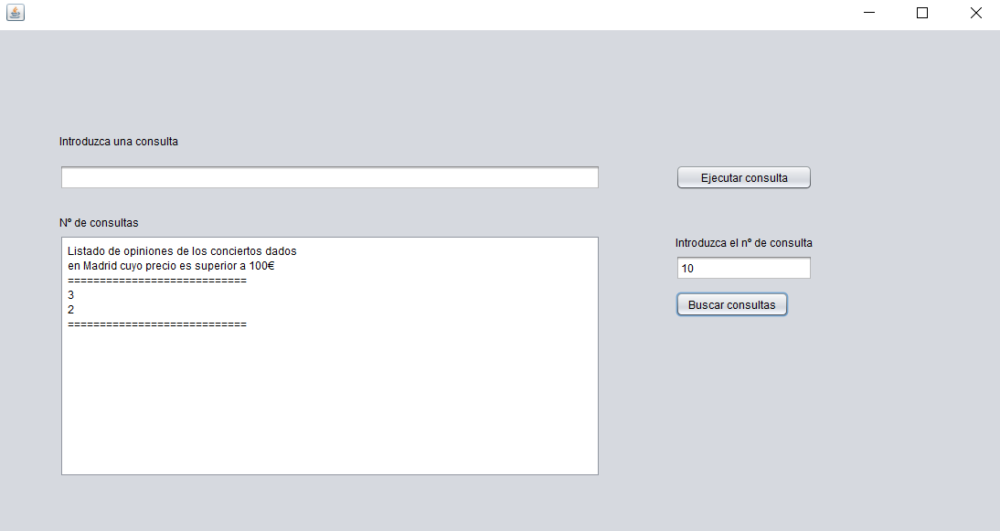 Introduzca una consulta
Ejecutar consulta
Nº de consultas
Listado de opiniones de los conciertos dados
en Madrid cuyo precio es superior a 100€
============================
3
2
============================
Introduzca el nº de consulta
10
Buscar consultas